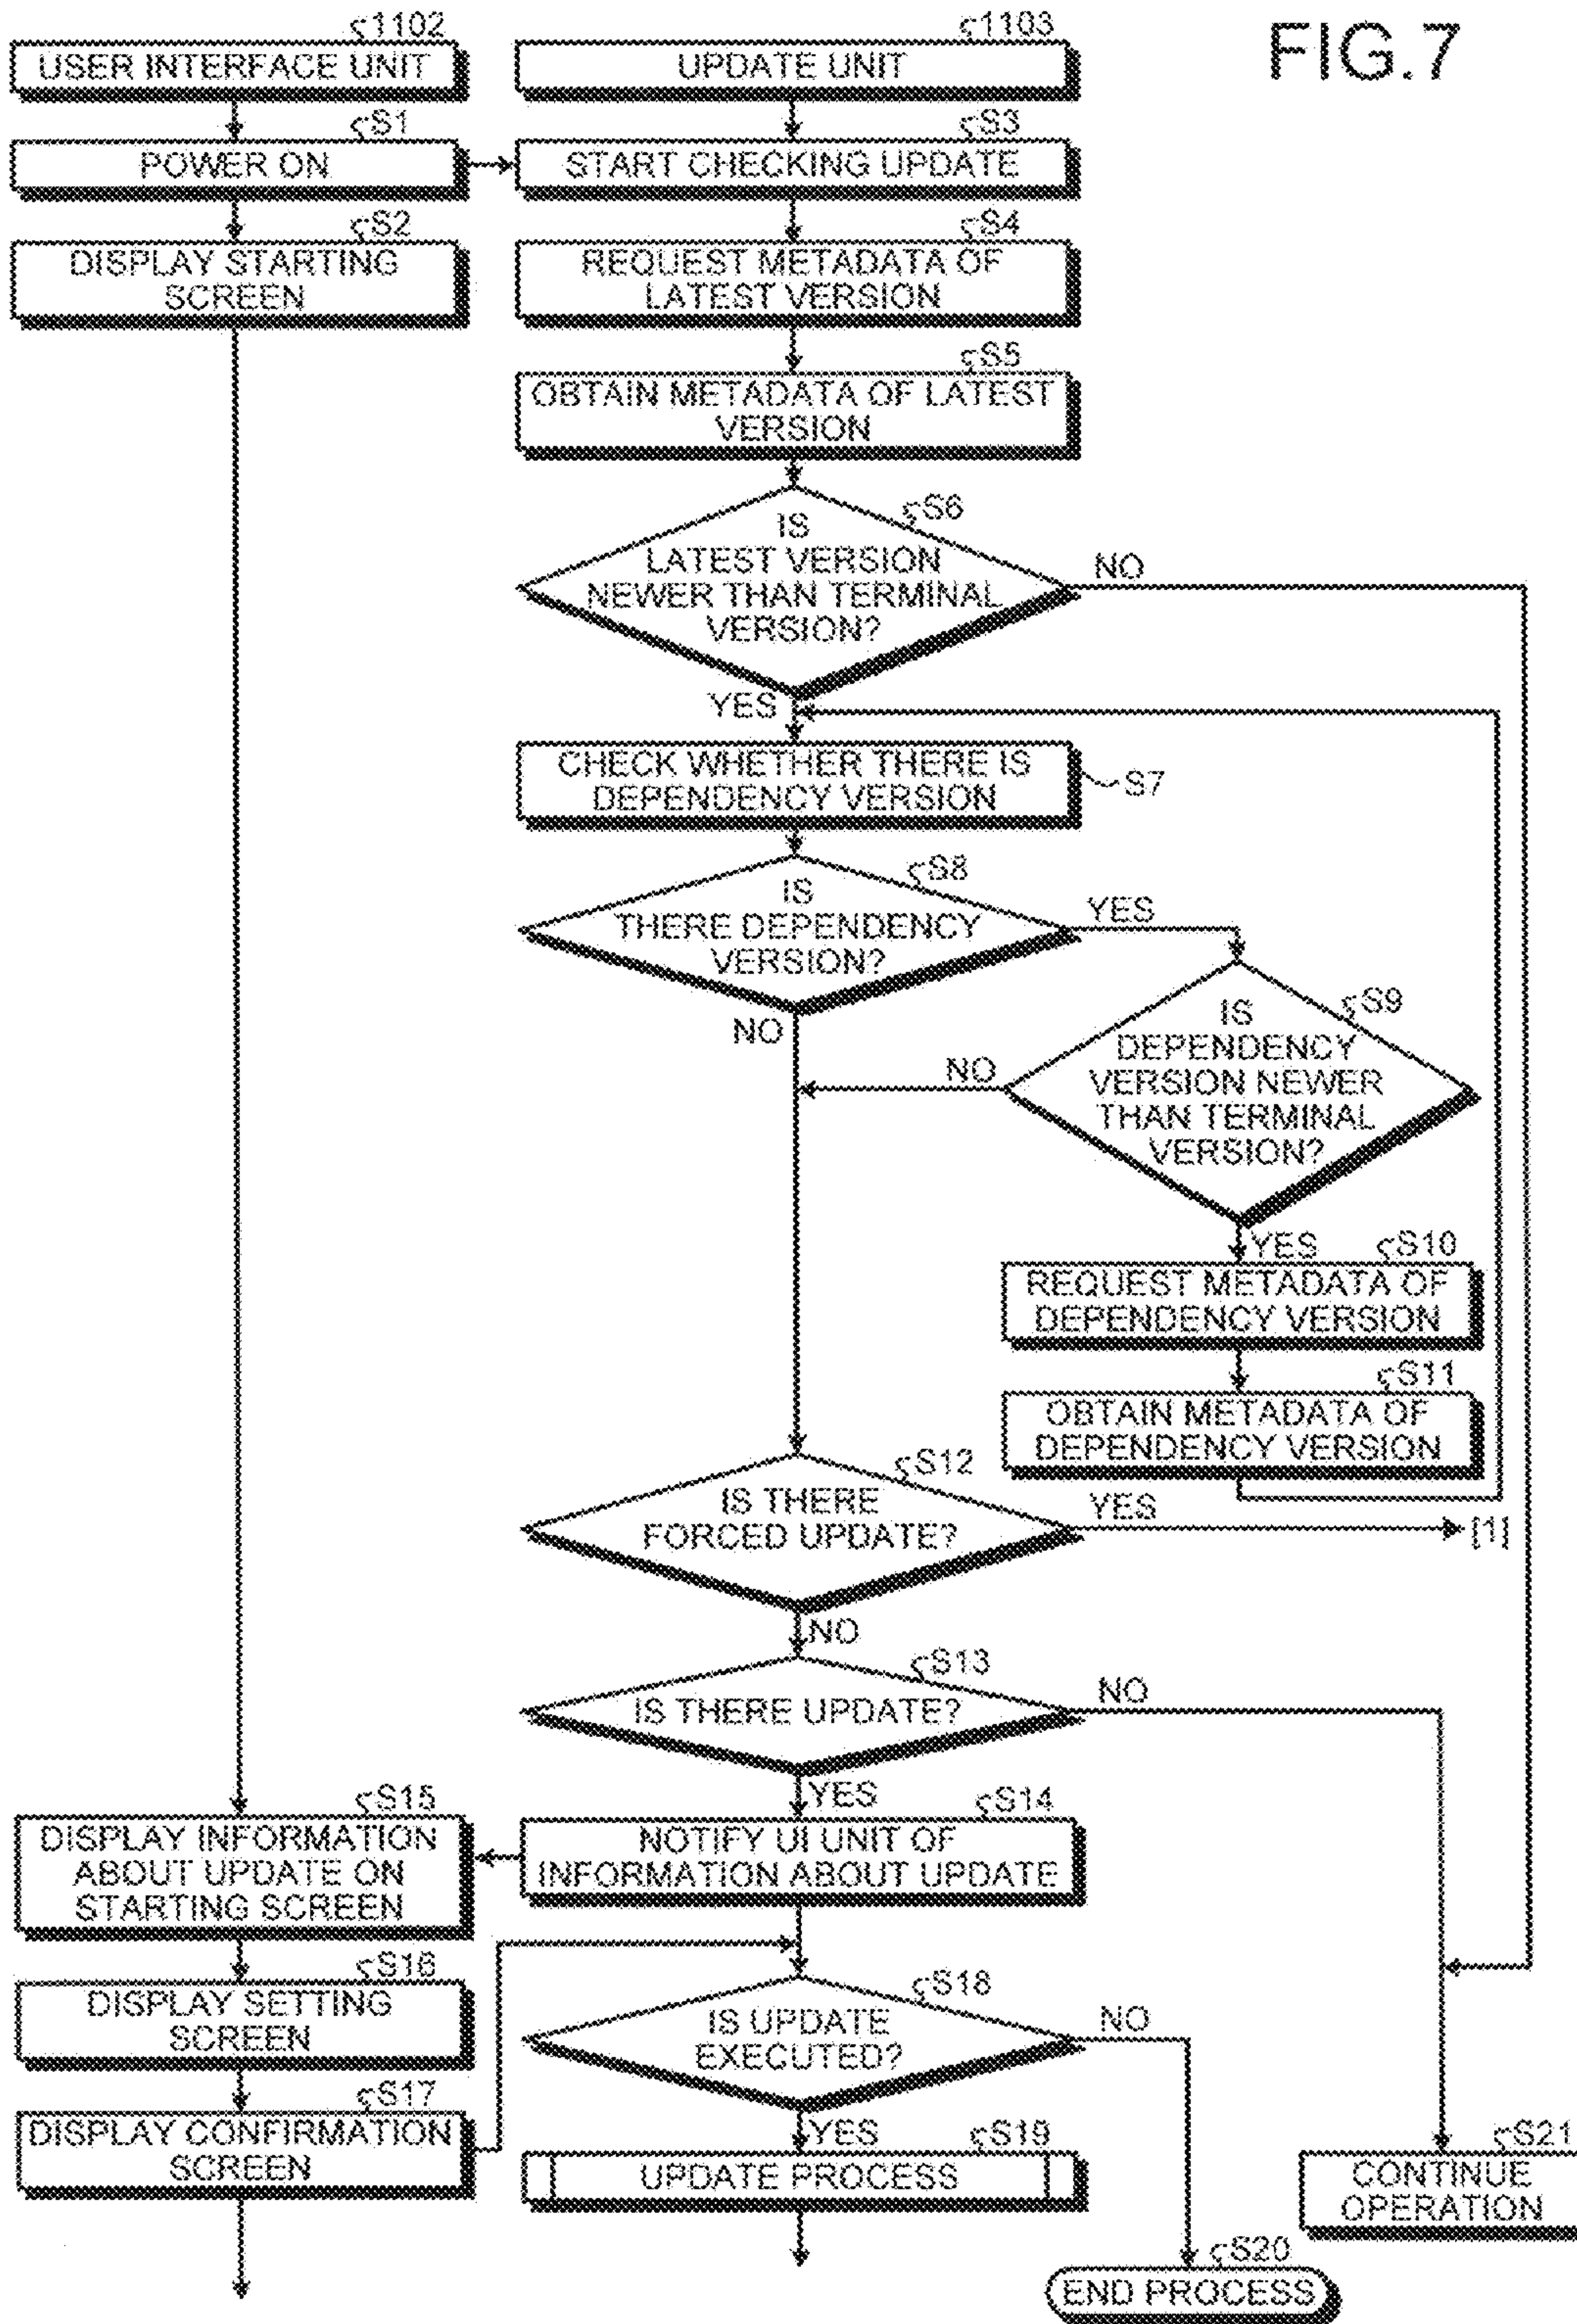 FIG.7
1102
USER INTERFACE UNIT
1103
UPDATE UNIT
S1
POWER ON
S3
START CHECKING UPDATE
S2
DISPLAY STARTING
SCREEN
S4
REQUEST METADATA OF
LATEST VERSION
S5
OBTAIN METADATA OF LATEST
VERSION
S6
IS
LATEST VERSION
NEWER THAN TERMINAL
VERSION?
NO
YES
CHECK WHETHER THERE IS
DEPENDENCY VERSION
S7
S8
IS
THERE DEPENDENCY
VERSION?
YES
NO
S9
IS
DEPENDENCY
VERSION NEWER
THAN TERMINAL
VERSION?
NO
YES
S10
REQUEST METADATA OF
DEPENDENCY VERSION
S11
OBTAIN METADATA OF
DEPENDENCY VERSION
S12
IS THERE
FORCED UPDATE?
YES
[1]
NO
S13
IS THERE UPDATE?
NO
YES
S15
DISPLAY INFORMATION
ABOUT UPDATE ON
STARTING SCREEN
S14
NOTIFY UI UNIT OF
INFORMATION ABOUT UPDATE
S16
DISPLAY SETTING
SCREEN
S18
IS UPDATE
EXECUTED?
NO
S17
DISPLAY CONFIRMATION
SCREEN
YES
S19
UPDATE PROCESS
S21
CONTINUE
OPERATION
S20
END PROCESS